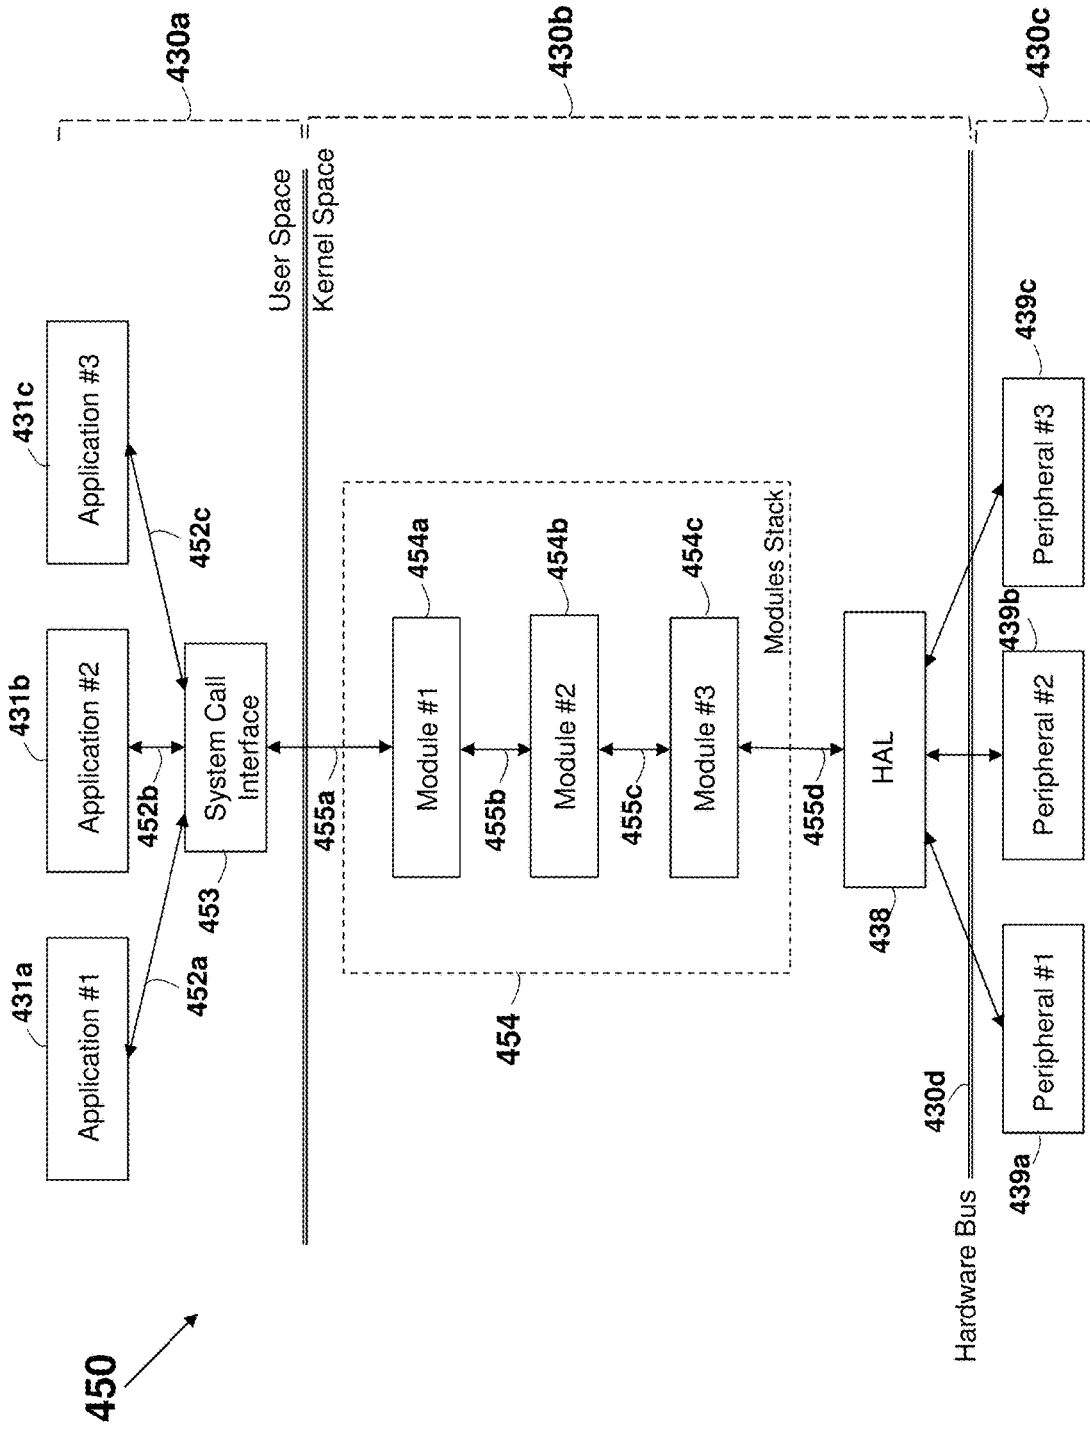 450
430a
430b
430c
431a
Application #1
431b
Application #2
431c
Application #3
452a
452b
452c
453
System Call
Interface
User Space
Kernel Space
455a
454
Module #1
454a
455b
Module #2
454b
455c
Module #3
454c
Modules Stack
455d
438
HAL
430d
Hardware Bus
439a
Peripheral #1
439b
Peripheral #2
439c
Peripheral #3